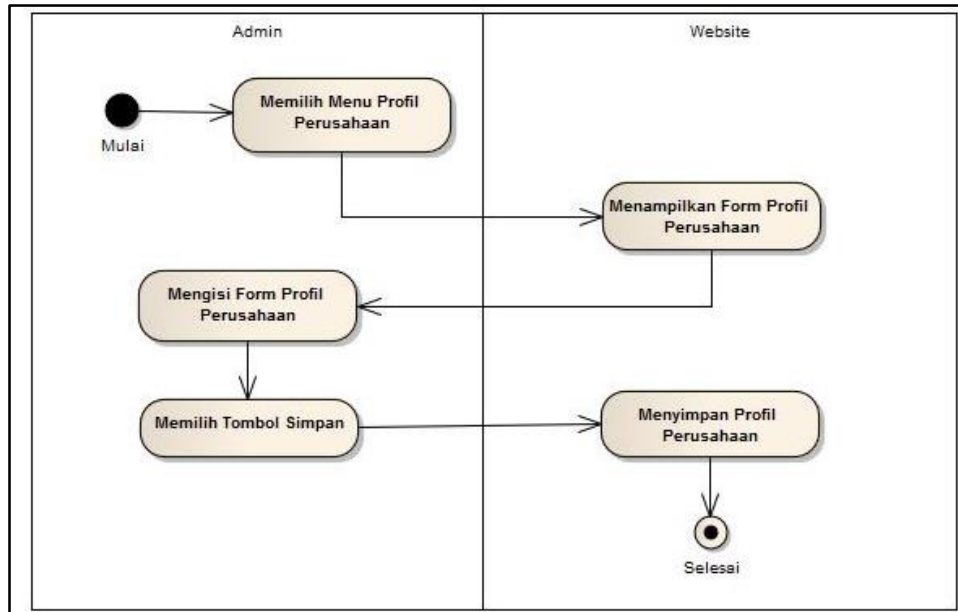 Admin
Website
Memilih Menu Profil
Perusahaan
Mulai
Menampilkan Form Profil
Perusahaan
Mengisi Form Profil
Perusahaan
Memilih Tombol Simpan
Menyimpan Profil
Perusahaan
Selesai